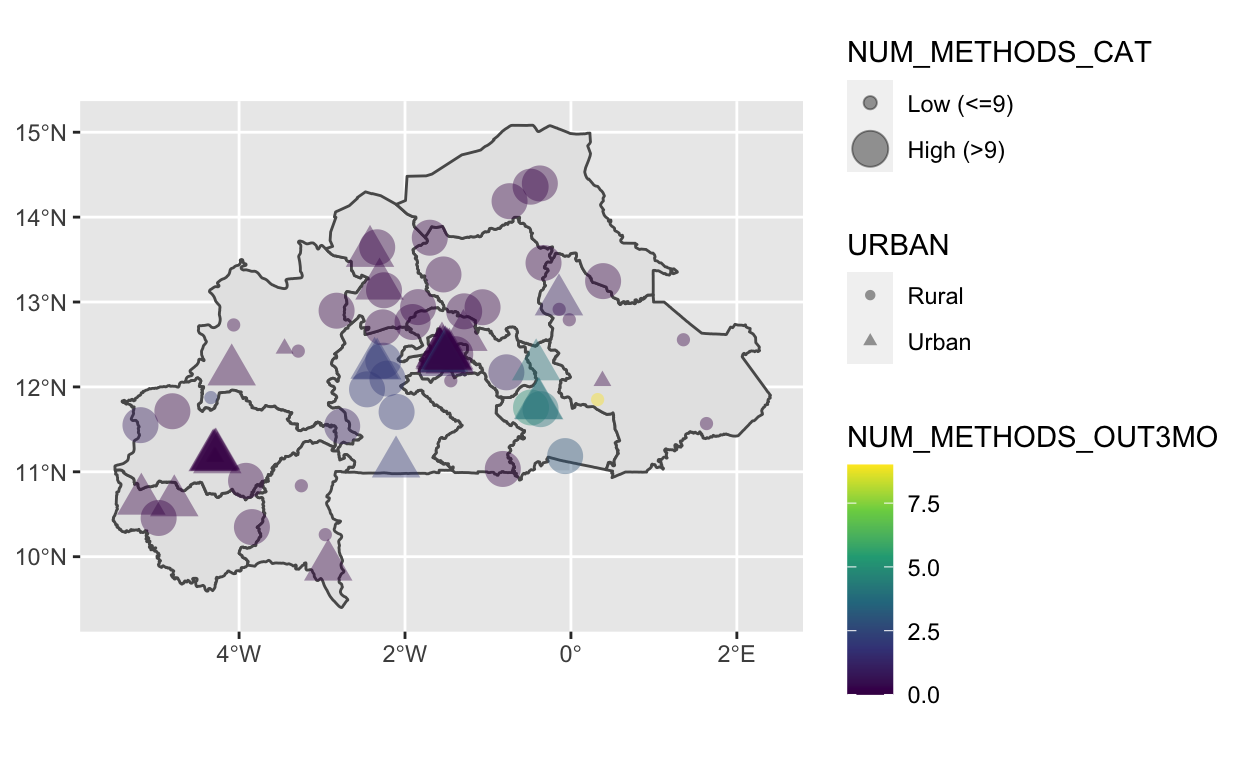 15°N
14°N
13°N
12°N
11°N
10°N
4°W
2°W
0°
2°E
NUM_METHODS_CAT
Low (<=9)
High (>9)
URBAN
Rural
Urban
NUM_METHODS_OUT3MO
7.5
5.0
2.5
0.0